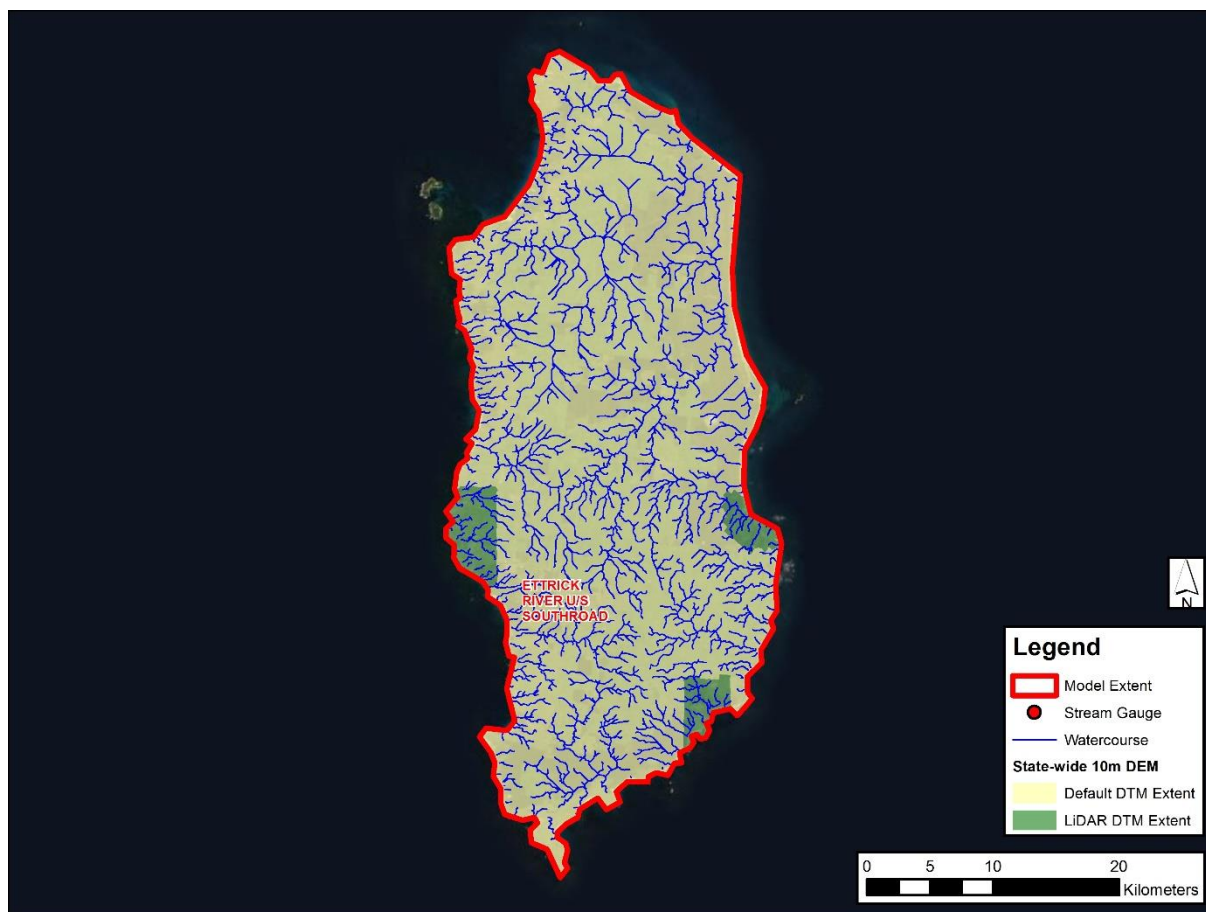 ETTRICK
RIVER U/S
SOUTHROAD
N
Legend
Model Extent
Stream Gauge
Watercourse
State-wide 10m DEM
Default DTM Extent
LiDAR DTM Extent
0 5 10 20
Kilometers